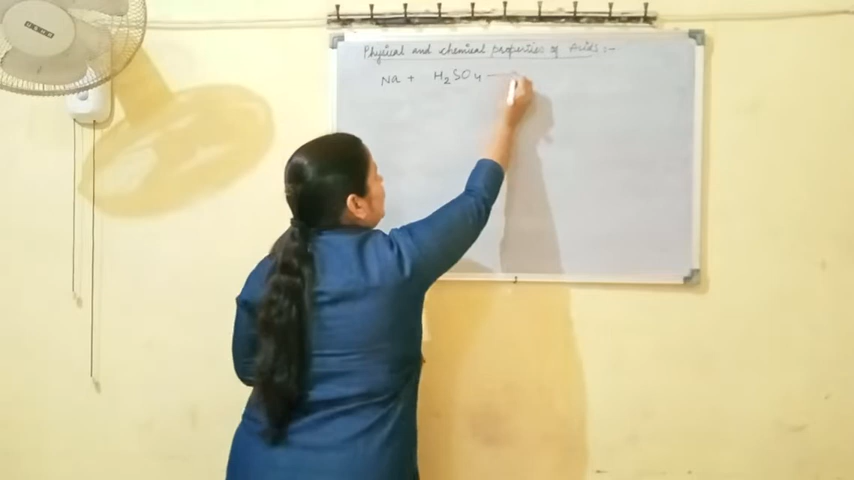 Physical and chemical properties of Acids :-
Na + H₂SO₄ →